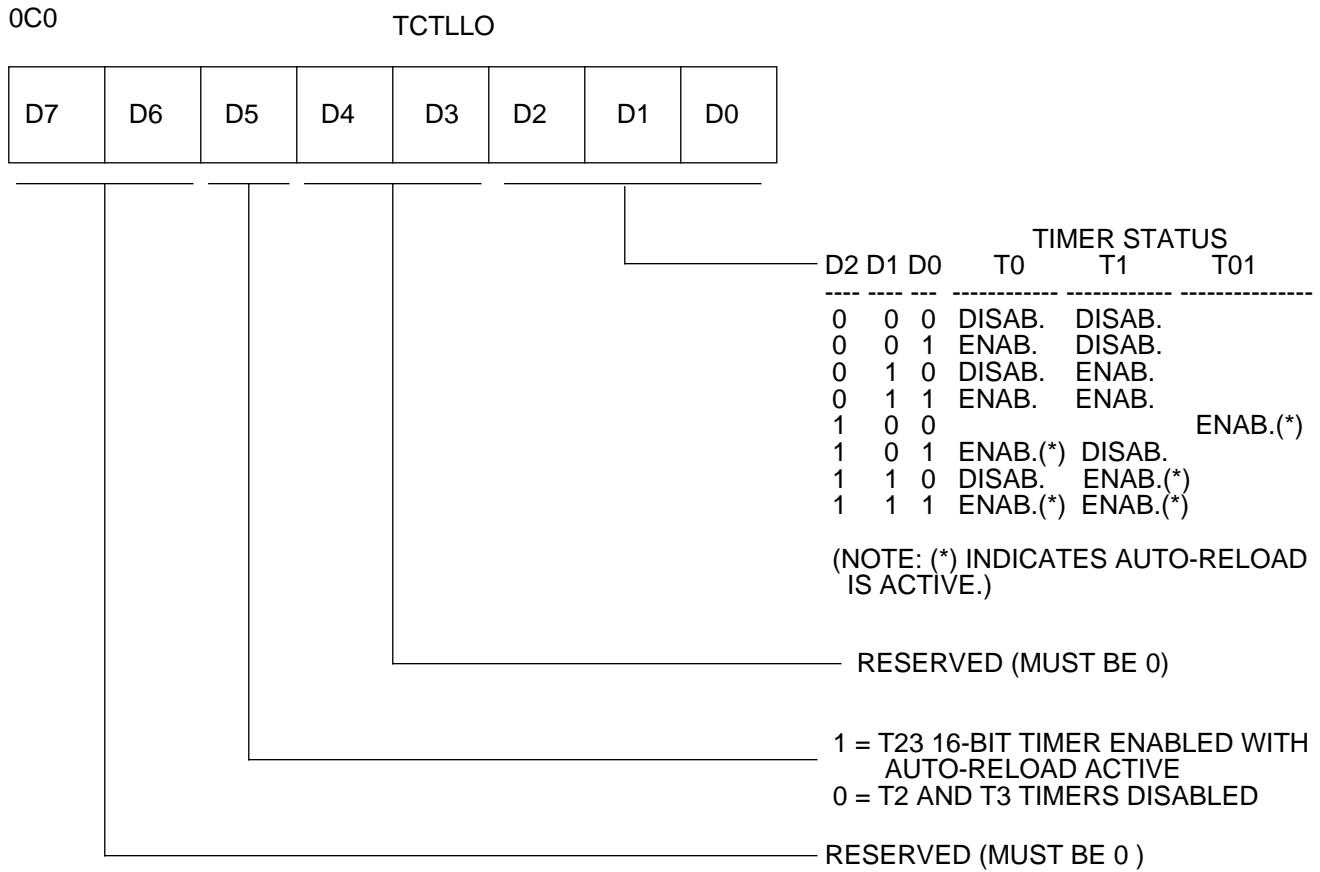 0C0
TCTLLO
D7 D6 D5 D4 D3 D2 D1 D0
TIMER STATUS
D2 D1 D0 T0 T1 T01
---- ---- --- ------------ ------------ ---------------
0 0 0 DISAB. DISAB.
0 0 1 ENAB. DISAB.
0 1 0 DISAB. ENAB.
0 1 1 ENAB. ENAB.
1 0 0 ENAB.(*)
1 0 1 ENAB.(*) DISAB.
1 1 0 DISAB. ENAB.(*)
1 1 1 ENAB.(*) ENAB.(*)
(NOTE: (*) INDICATES AUTO-RELOAD
IS ACTIVE.)
RESERVED (MUST BE 0)
1 = T23 16-BIT TIMER ENABLED WITH
AUTO-RELOAD ACTIVE
0 = T2 AND T3 TIMERS DISABLED
RESERVED (MUST BE 0 )